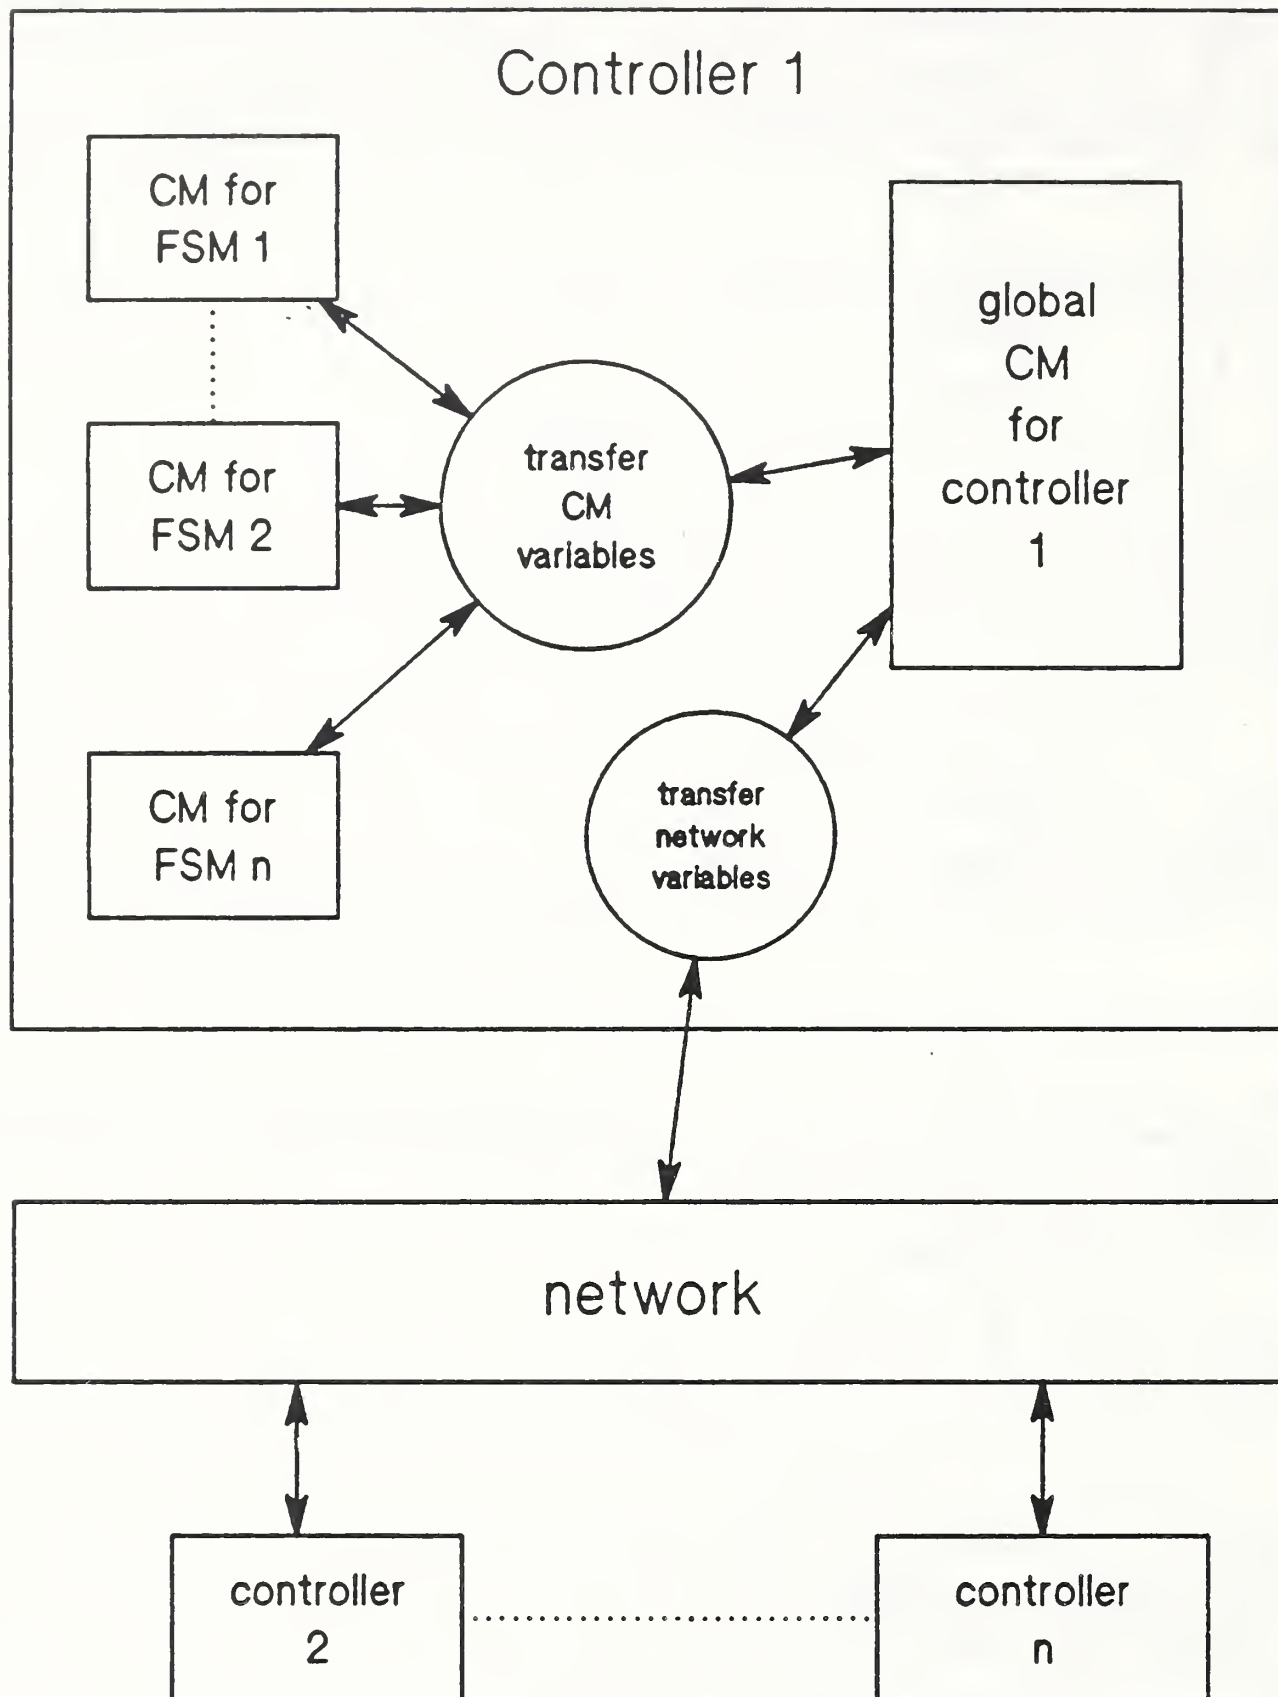 Controller 1
CM for
FSM 1
CM for
FSM 2
CM for
FSM n
transfer
CM
variables
global
CM
for
controller
1
transfer
network
variables
network
controller
2
controller
n